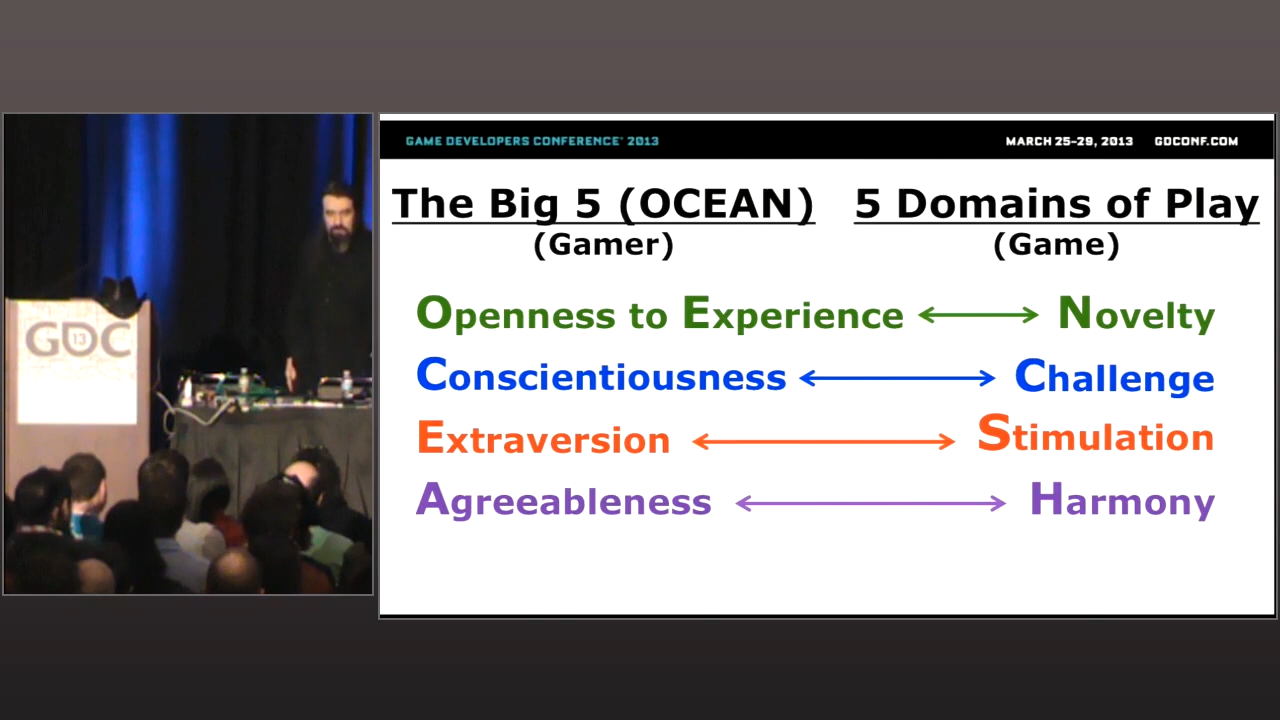 GAME DEVELOPERS CONFERENCE® 2013
MARCH 25-29, 2013 GDCONF.COM
The Big 5 (OCEAN)
(Gamer)
5 Domains of Play
(Game)
Openness to Experience
Novelty
Conscientiousness
Challenge
Extraversion
Stimulation
Agreeableness
Harmony
GDC
13